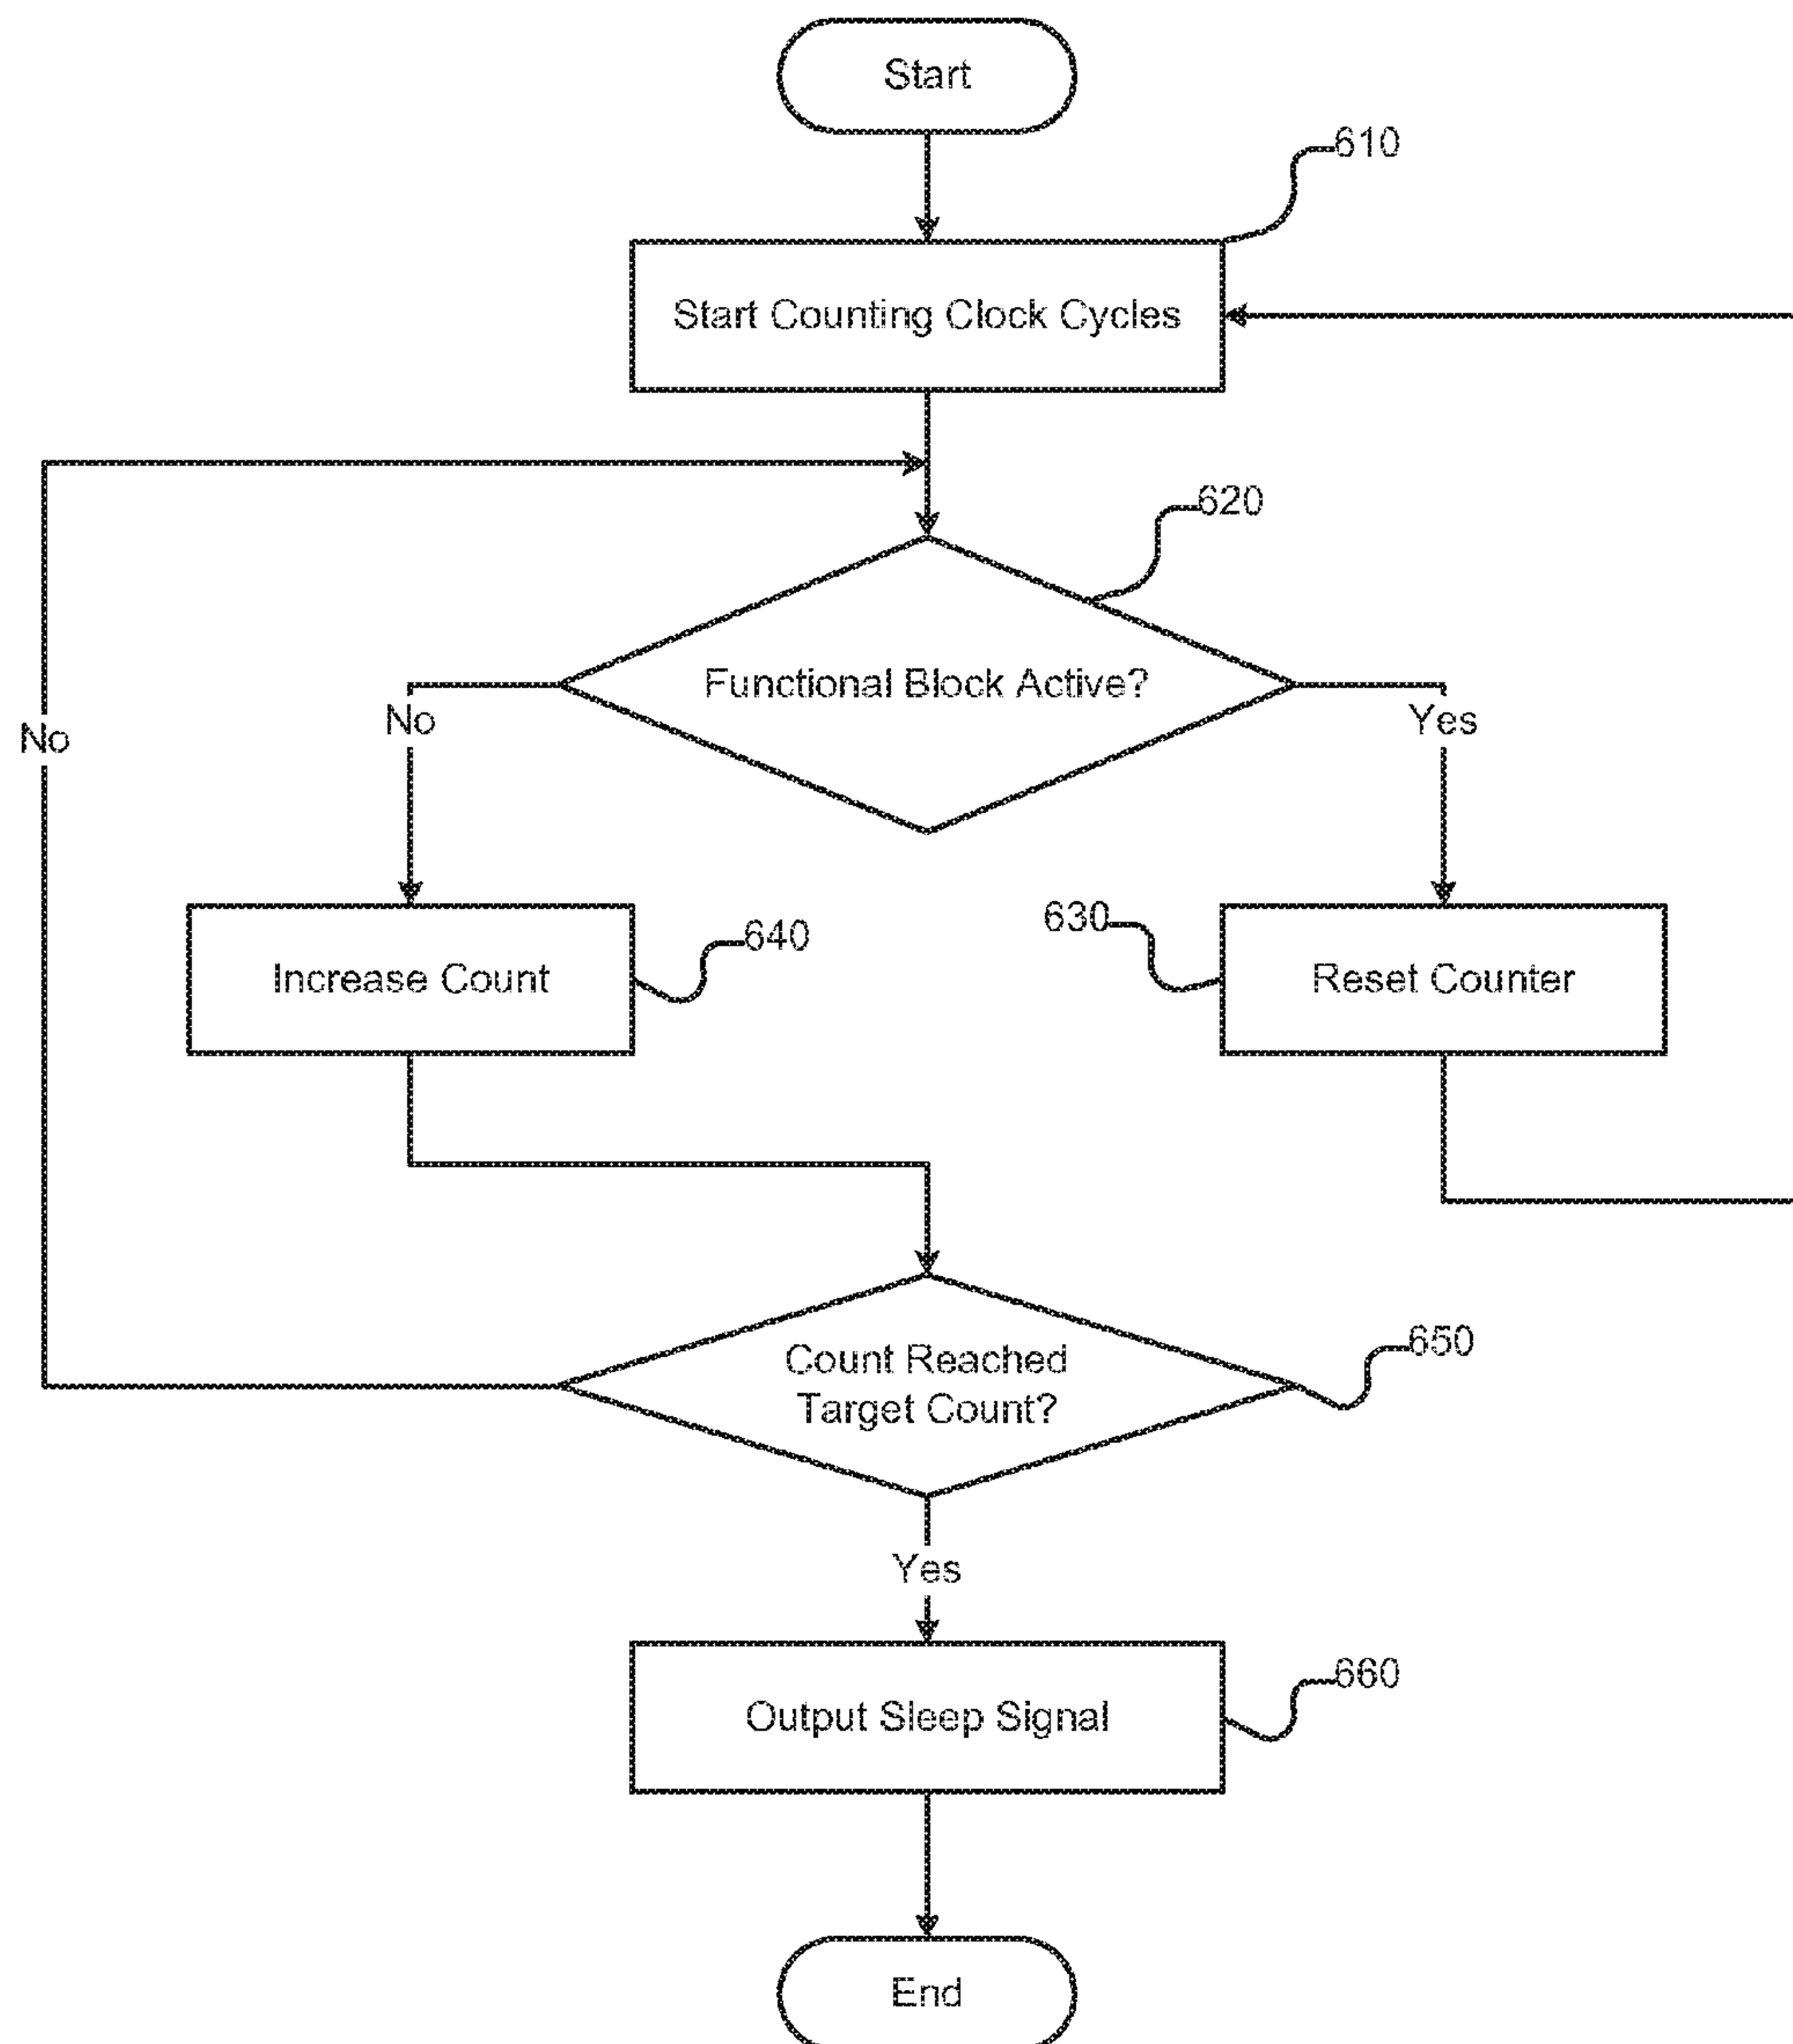 Start
610
Start Counting Clock Cycles
620
Functional Block Active?
No
No
Yes
640
630
Increase Count
Reset Counter
650
Count Reached
Target Count?
Yes
660
Output Sleep Signal
End